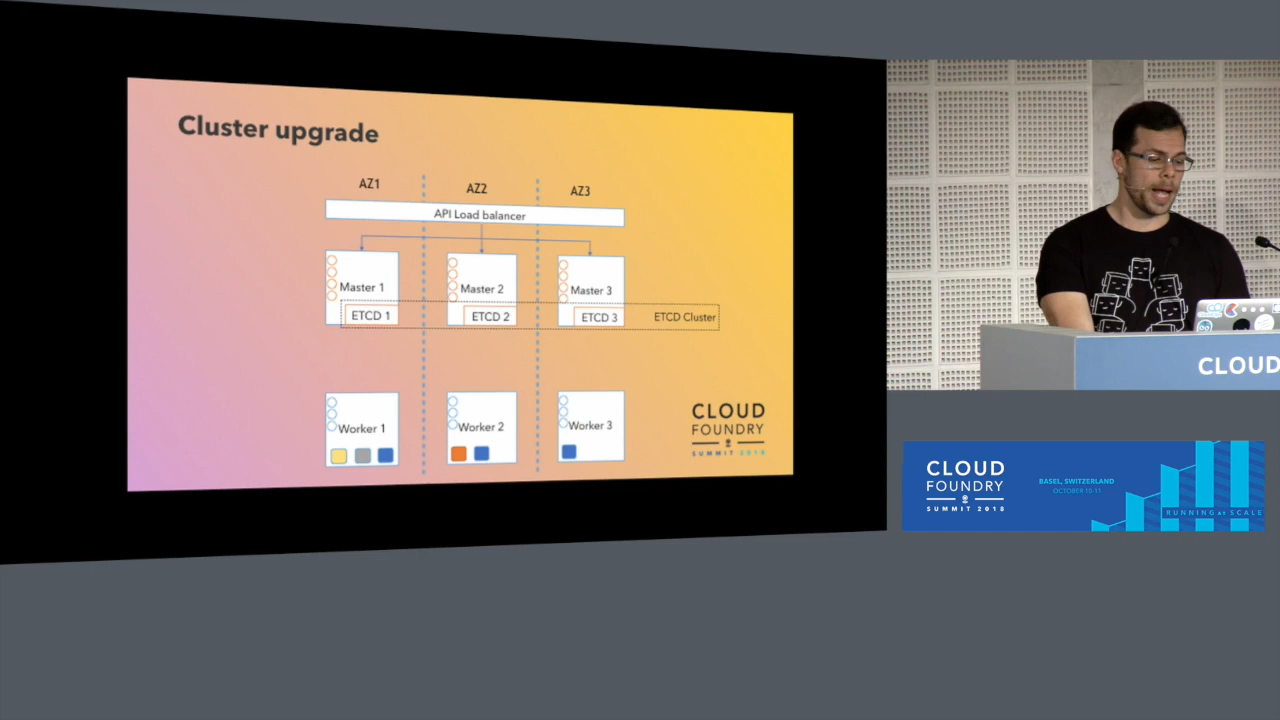 Cluster upgrade
AZ1
AZ2
AZ3
API Load balancer
Master 1
Master 2
Master 3
ETCD 1
ETCD 2
ETCD 3
ETCD Cluster
Worker 1
Worker 2
Worker 3
CLOUD
FOUNDRY
SUMMIT 2018
CLOUD
CLOUD
FOUNDRY
SUMMIT 2018
BASEL, SWITZERLAND
OCTOBER 10-11
RUNNING AT SCALE